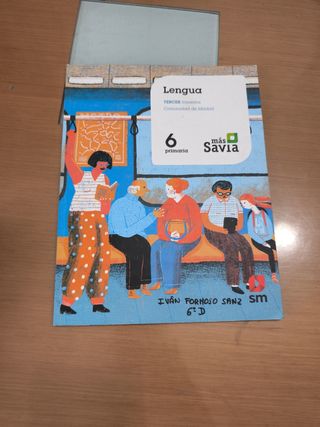 Lengua
TERCER trimestre
Comunidad de Madrid
6
primaria
más
Savia
sm
IVÁN FORMOSO SANZ
6º D